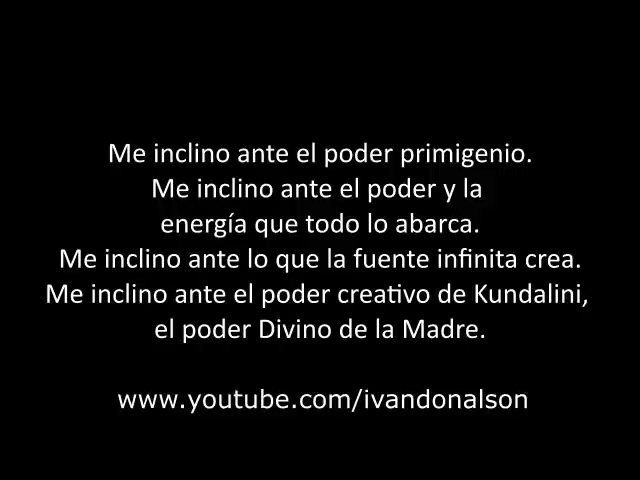 Me inclino ante el poder primigenio.
Me inclino ante el poder y la
energía que todo lo abarca.
Me inclino ante lo que la fuente infinita crea.
Me inclino ante el poder creativo de Kundalini,
el poder Divino de la Madre.
www.youtube.com/ivandonalson